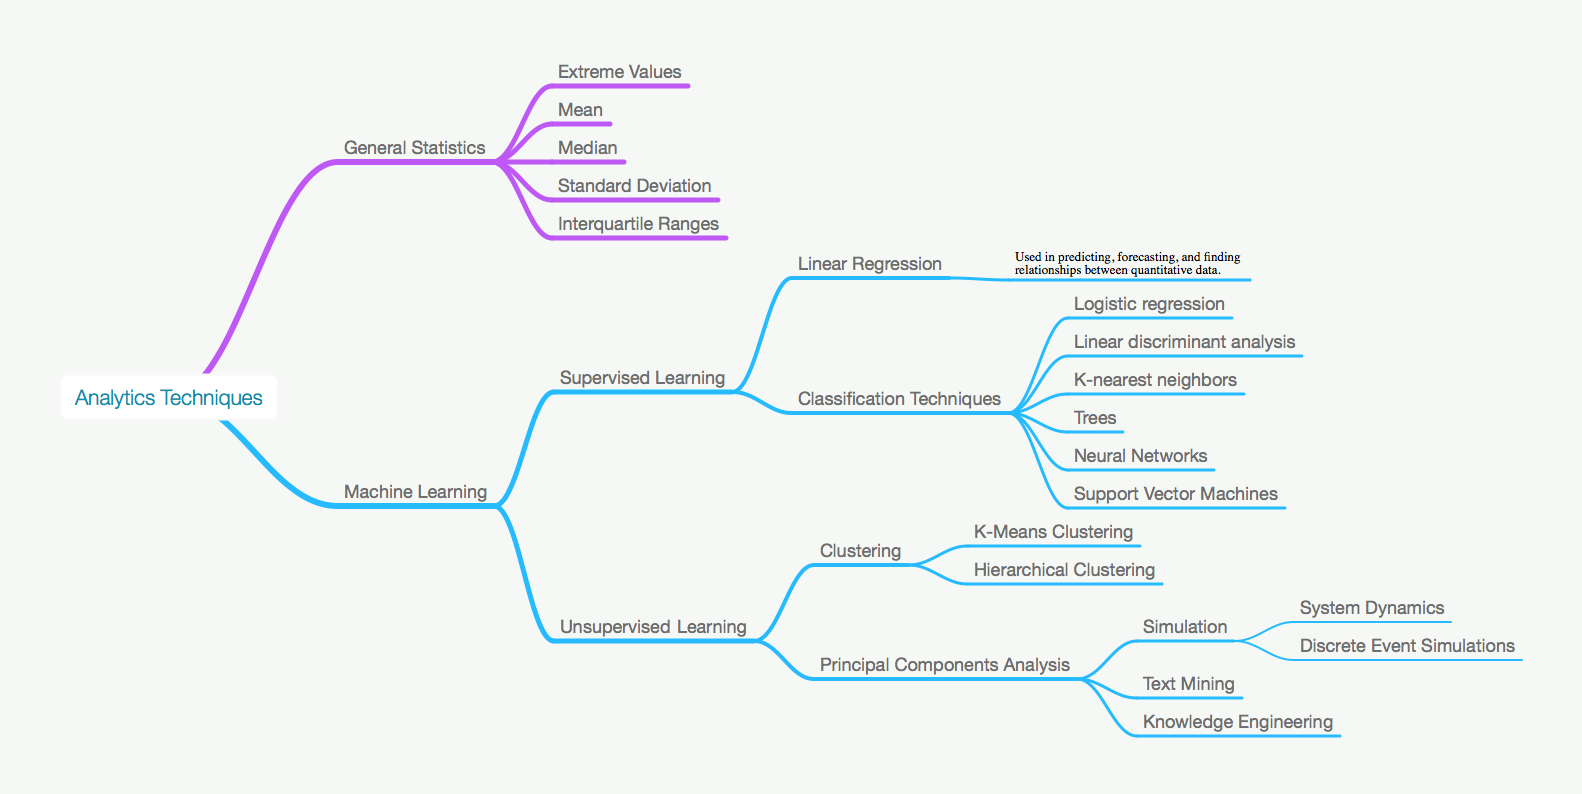 Analytics Techniques
General Statistics
Extreme Values
Mean
Median
Standard Deviation
Interquartile Ranges
Machine Learning
Supervised Learning
Linear Regression
Used in predicting, forecasting, and finding
relationships between quantitative data.
Classification Techniques
Logistic regression
Linear discriminant analysis
K-nearest neighbors
Trees
Neural Networks
Support Vector Machines
Unsupervised Learning
Clustering
K-Means Clustering
Hierarchical Clustering
Principal Components Analysis
Simulation
System Dynamics
Discrete Event Simulations
Text Mining
Knowledge Engineering